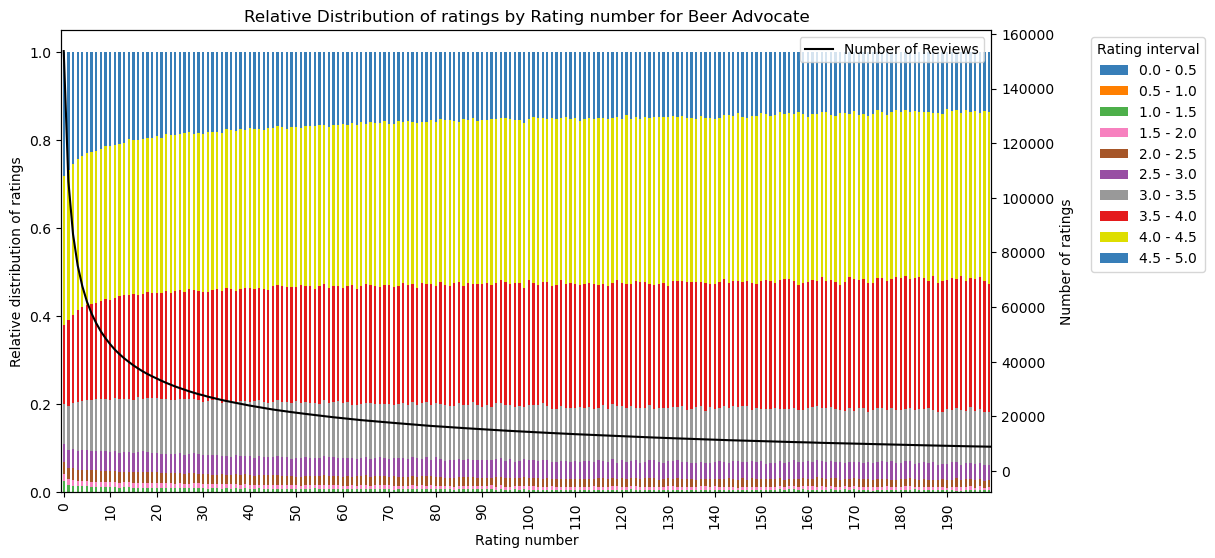 Relative Distribution of ratings by Rating number for Beer Advocate
Relative distribution of ratings
1.0
0.8
0.6
0.4
0.2
0.0
Number of Reviews
160000
140000
120000
100000
80000
60000
40000
20000
0
Number of ratings
Rating interval
0.0 - 0.5
0.5 - 1.0
1.0 - 1.5
1.5 - 2.0
2.0 - 2.5
2.5 - 3.0
3.0 - 3.5
3.5 - 4.0
4.0 - 4.5
4.5 - 5.0
0 10 20 30 40 50 60 70 80 90 100 110 120 130 140 150 160 170 180 190
Rating number